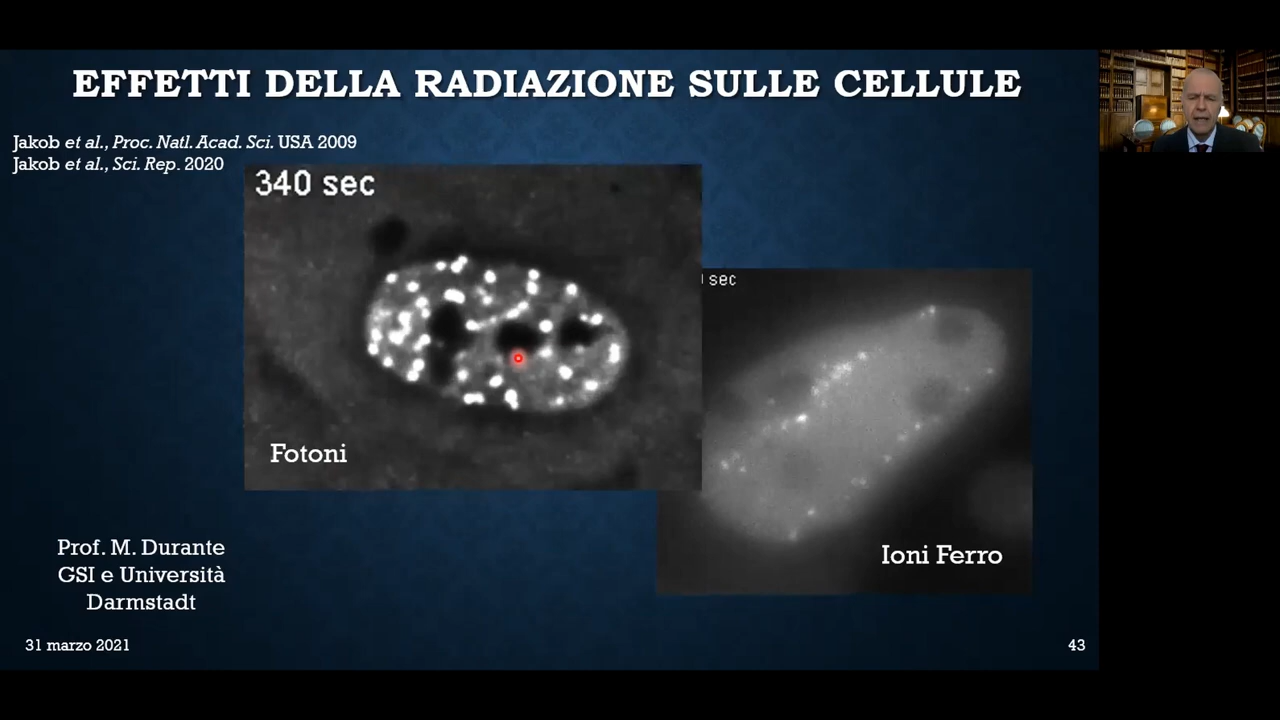 EFFETTI DELLA RADIAZIONE SULLE CELLULE
Jakob et al., Proc. Natl. Acad. Sci. USA 2009
Jakob et al., Sci. Rep. 2020
340 sec
sec
Fotoni
Ioni Ferro
Prof. M. Durante
GSI e Università
Darmstadt
31 marzo 2021
43